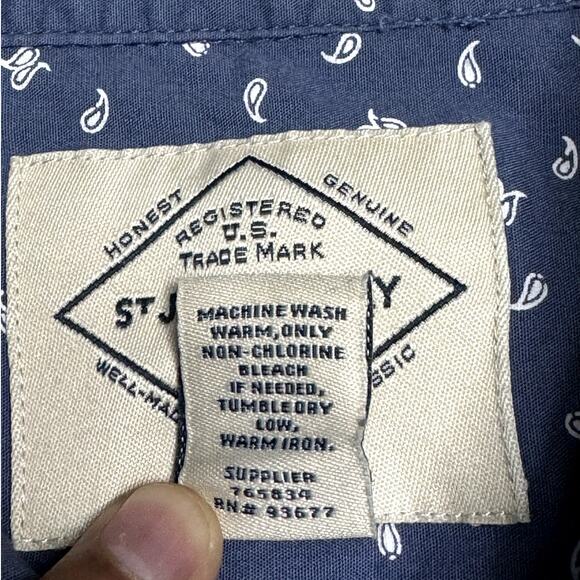 HONEST
GENUINE
REGISTERED
U.S.
TRADE MARK
ST J Y
WELL-MAD
SSIC
MACHINE WASH
WARM, ONLY
NON-CHLORINE
BLEACH
IF NEEDED,
TUMBLE DRY
LOW,
WARM IRON.
SUPPLIER
765834
RN# 93677